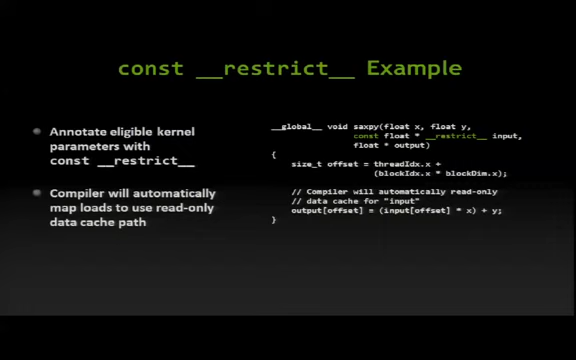 const __restrict__ Example
Annotate eligible kernel
parameters with
const __restrict__
Compiler will automatically
map loads to use read-only
data cache path
__global__ void saxpy(float x, float y,
const float * __restrict__ input,
float * output)
{
size_t offset = threadIdx.x +
(blockIdx.x * blockDim.x);
// Compiler will automatically read-only
// data cache for "input"
output[offset] = (input[offset] * x) + y;
}